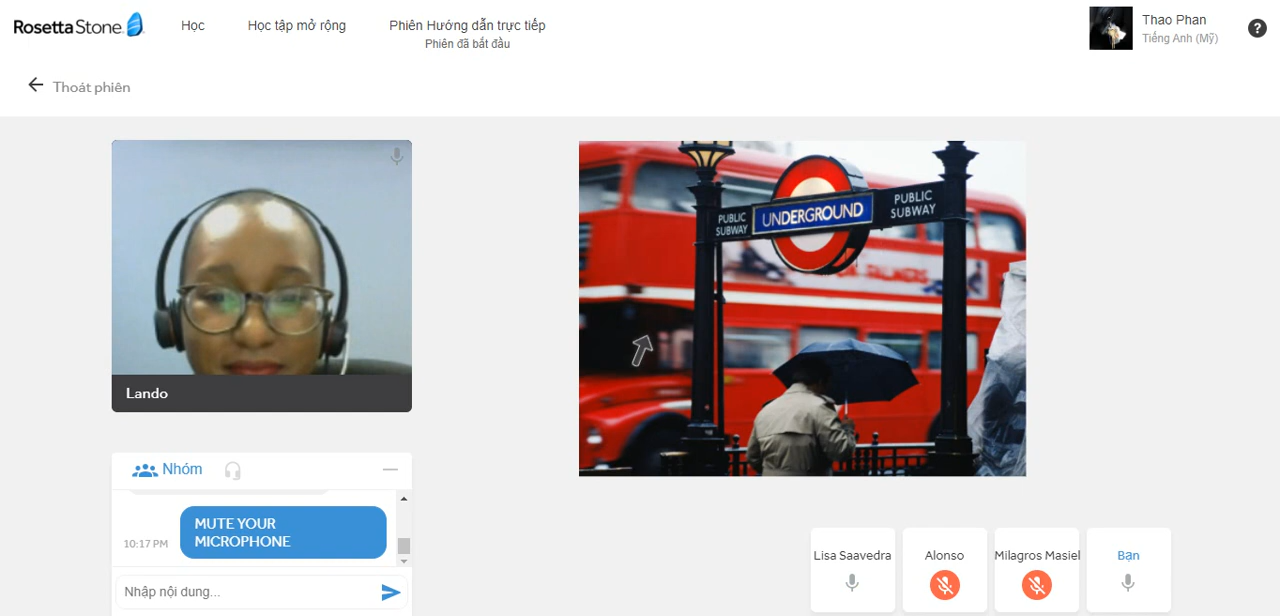 RosettaStone
Học
Học tập mở rộng
Phiên Hướng dẫn trực tiếp
Phiên đã bắt đầu
Thao Phan
Tiếng Anh (Mỹ)
?
Thoát phiên
Lando
PUBLIC
SUBWAY
UNDERGROUND
PUBLIC
SUBWAY
Nhóm
MUTE YOUR
MICROPHONE
10:17 PM
Nhập nội dung...
Lisa Saavedra
Alonso
Milagros Masiel
Bạn